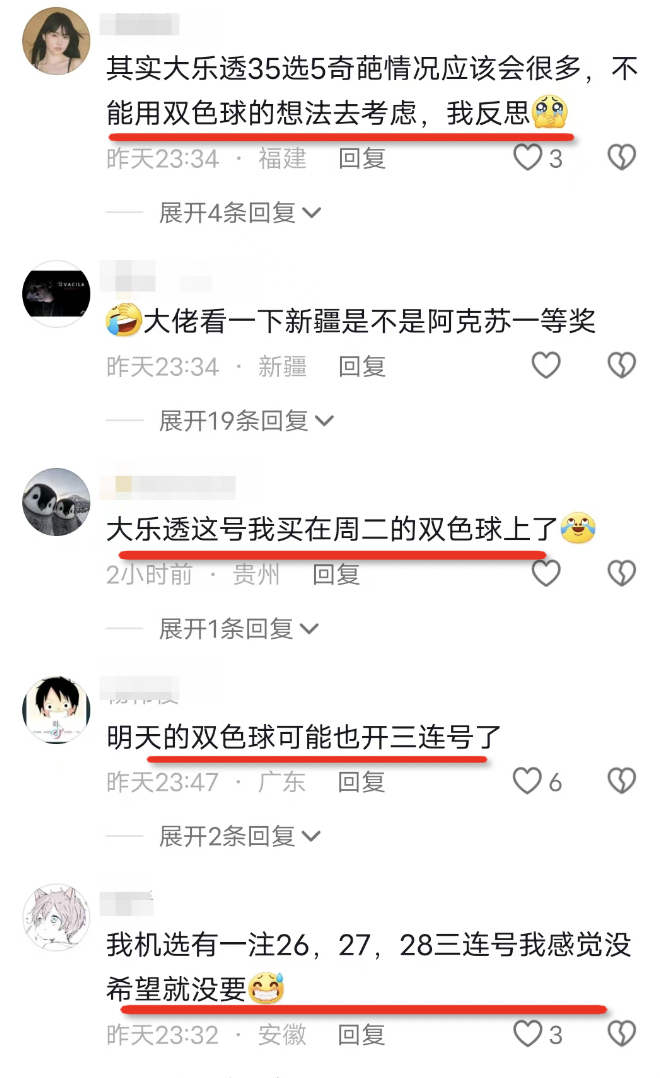 其实大乐透35选5奇葩情况应该会很多，不
能用双色球的想法去考虑，我反思🥹
昨天23:34 · 福建 回复 3
展开4条回复
VACILA
🤣大佬看一下新疆是不是阿克苏一等奖
昨天23:34 · 新疆 回复
展开19条回复
大乐透这号我买在周二的双色球上了😂
2小时前 · 贵州 回复
展开1条回复
明天的双色球可能也开三连号了
昨天23:47 · 广东 回复 6
展开2条回复
我机选有一注26，27，28三连号我感觉没
希望就没要😅
昨天23:32 · 安徽 回复 3